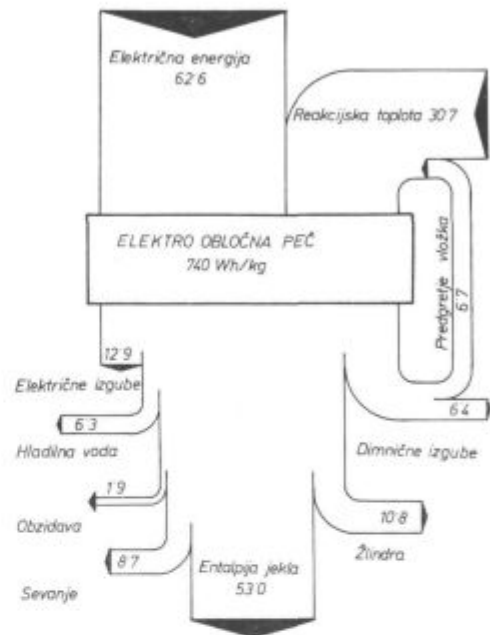 Električna energija
62·6
Reakcijska toplota 30·7
ELEKTRO OBLOČNA PEČ
740 Wh/kg
Predgretje vložka
6·7
12·9
Električne izgube
6·3
Hladilna voda
6·4
Dimnične izgube
1·9
Obzidava
10·8
Žlindra
8·7
Sevanje
Entalpija jekla
53·0